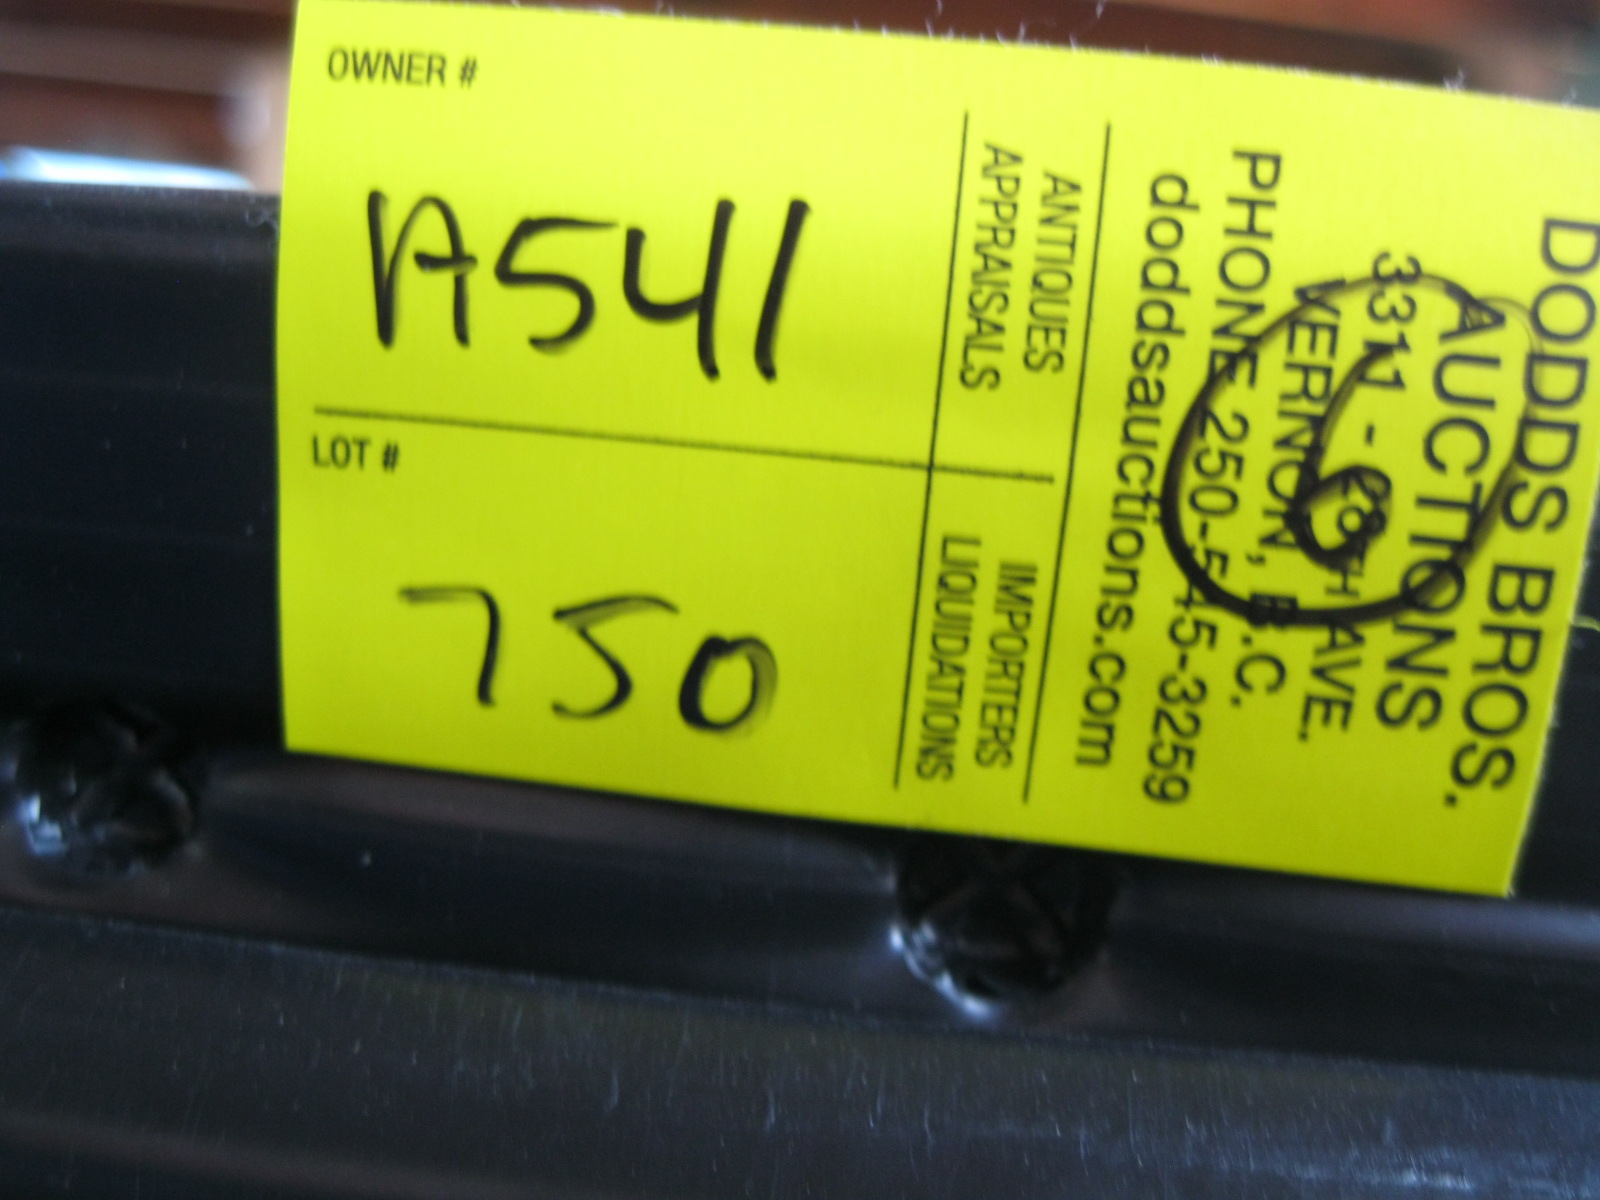 OWNER #
A541
LOT #
750
ANTIQUES
APPRAISALS
IMPORTERS
LIQUIDATIONS
DODDS BROS.
AUCTIONS
3311 - 28TH AVE.
VERNON, B.C.
PHONE 250-545-3259
doddsauctions.com
6